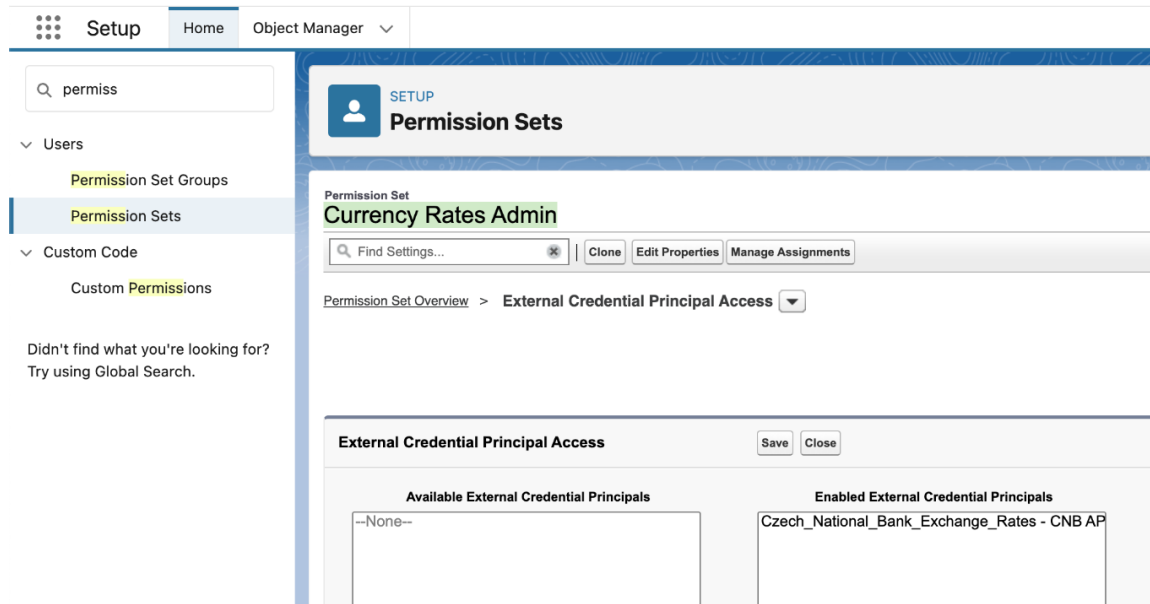 Setup
Home
Object Manager
permiss
Users
Permission Set Groups
Permission Sets
Custom Code
Custom Permissions
Didn't find what you're looking for?
Try using Global Search.
SETUP
Permission Sets
Permission Set
Currency Rates Admin
Find Settings...
Clone
Edit Properties
Manage Assignments
Permission Set Overview > External Credential Principal Access
External Credential Principal Access
Save
Close
Available External Credential Principals
Enabled External Credential Principals
--None--
Czech_National_Bank_Exchange_Rates - CNB AP